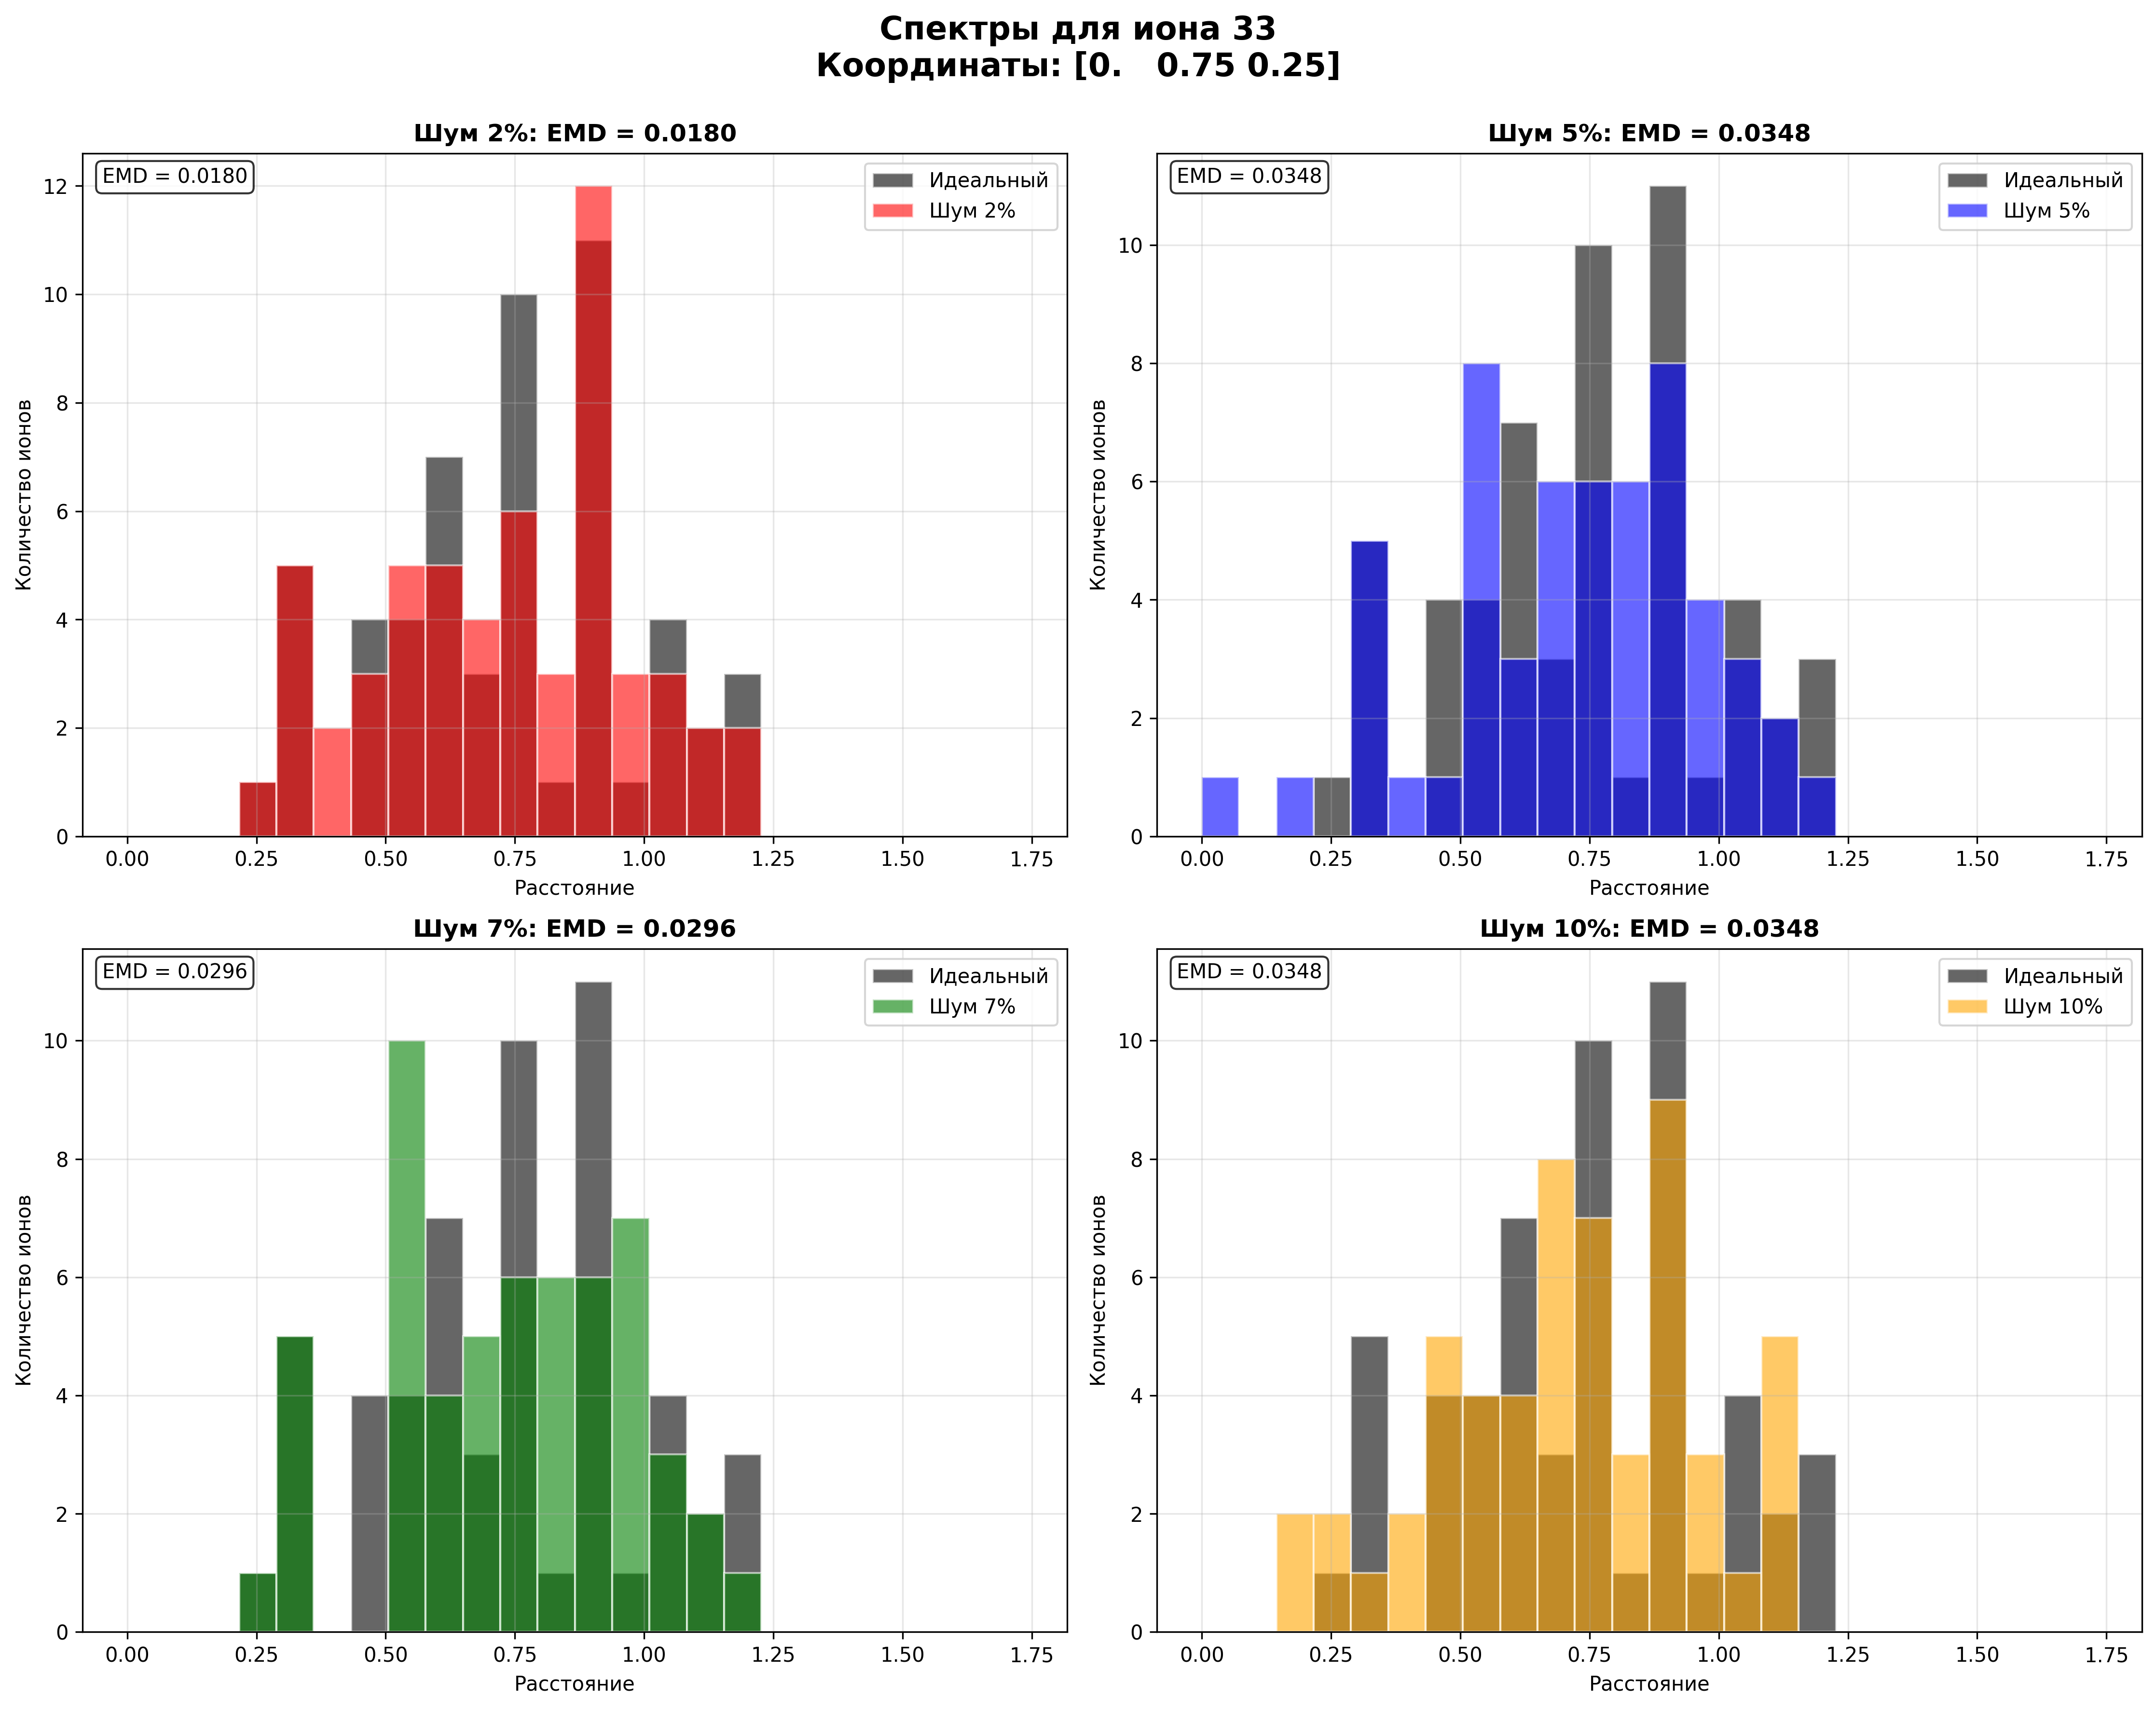 Спектры для иона 33
Координаты: [0.   0.75 0.25]
Шум 2%: EMD = 0.0180
EMD = 0.0180
Идеальный
Шум 2%
Количество ионов
12
10
8
6
4
2
0
0.00 0.25 0.50 0.75 1.00 1.25 1.50 1.75
Расстояние
Шум 5%: EMD = 0.0348
EMD = 0.0348
Идеальный
Шум 5%
Количество ионов
10
8
6
4
2
0
0.00 0.25 0.50 0.75 1.00 1.25 1.50 1.75
Расстояние
Шум 7%: EMD = 0.0296
EMD = 0.0296
Идеальный
Шум 7%
Количество ионов
10
8
6
4
2
0
0.00 0.25 0.50 0.75 1.00 1.25 1.50 1.75
Расстояние
Шум 10%: EMD = 0.0348
EMD = 0.0348
Идеальный
Шум 10%
Количество ионов
10
8
6
4
2
0
0.00 0.25 0.50 0.75 1.00 1.25 1.50 1.75
Расстояние